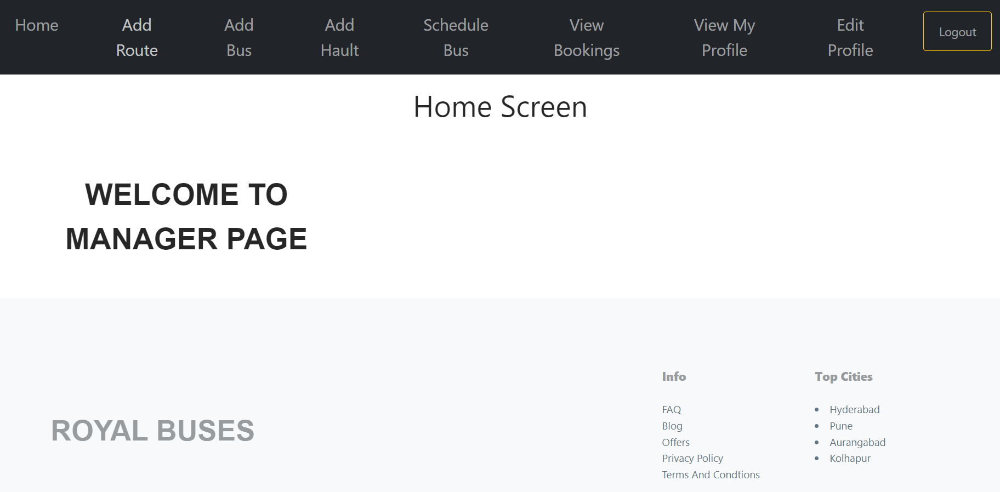 Home
Add
Route
Add
Bus
Add
Hault
Schedule
Bus
View
Bookings
View My
Profile
Edit
Profile
Logout
Home Screen
WELCOME TO
MANAGER PAGE
ROYAL BUSES
Info
FAQ
Blog
Offers
Privacy Policy
Terms And Condtions
Top Cities
Hyderabad
Pune
Aurangabad
Kolhapur